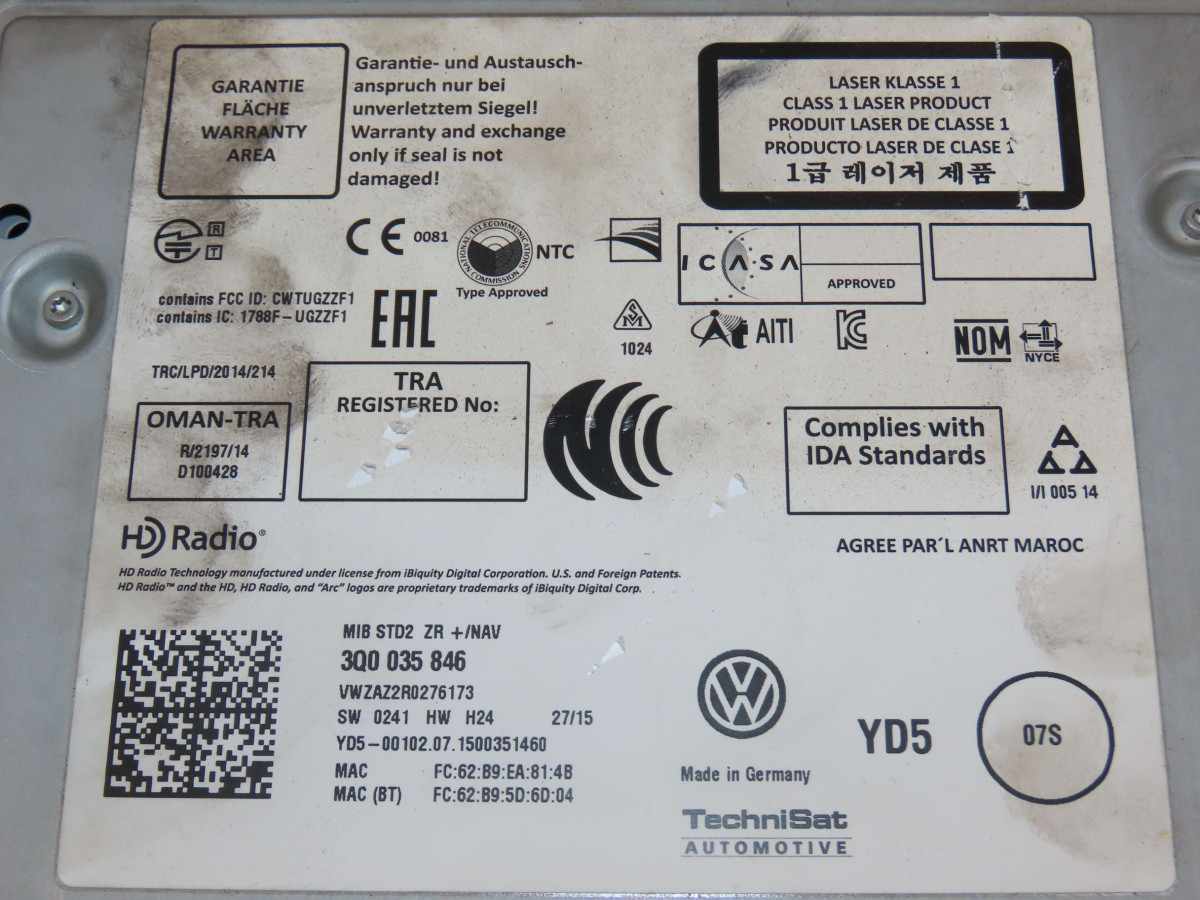 GARANTIE
FLÄCHE
WARRANTY
AREA
Garantie- und Austausch-
anspruch nur bei
unverletztem Siegel!
Warranty and exchange
only if seal is not
damaged!
LASER KLASSE 1
CLASS 1 LASER PRODUCT
PRODUIT LASER DE CLASSE 1
PRODUCTO LASER DE CLASE 1
1급 레이저 제품
R
T
CE 0081
NATIONAL TELECOMMUNICATIONS COMMISSION
NTC
Type Approved
ICASA
APPROVED
contains FCC ID: CWTUGZZF1
contains IC: 1788F-UGZZF1
EAC
SM
1024
At AITI
KC
NOM
NYCE
TRC/LPD/2014/214
OMAN-TRA
R/2197/14
D100428
TRA
REGISTERED No:
NCC
Complies with
IDA Standards
I/I 005 14
HD Radio®
AGREE PAR´L ANRT MAROC
HD Radio Technology manufactured under license from iBiquity Digital Corporation. U.S. and Foreign Patents.
HD Radio™ and the HD, HD Radio, and "Arc" logos are proprietary trademarks of iBiquity Digital Corp.
MIB STD2 ZR +/NAV
3Q0 035 846
VWZAZ2R0276173
SW 0241 HW H24 27/15
YD5-00102.07.1500351460
MAC FC:62:B9:EA:81:4B
MAC (BT) FC:62:B9:5D:6D:04
VW
Made in Germany
TechniSat
AUTOMOTIVE
YD5
07S